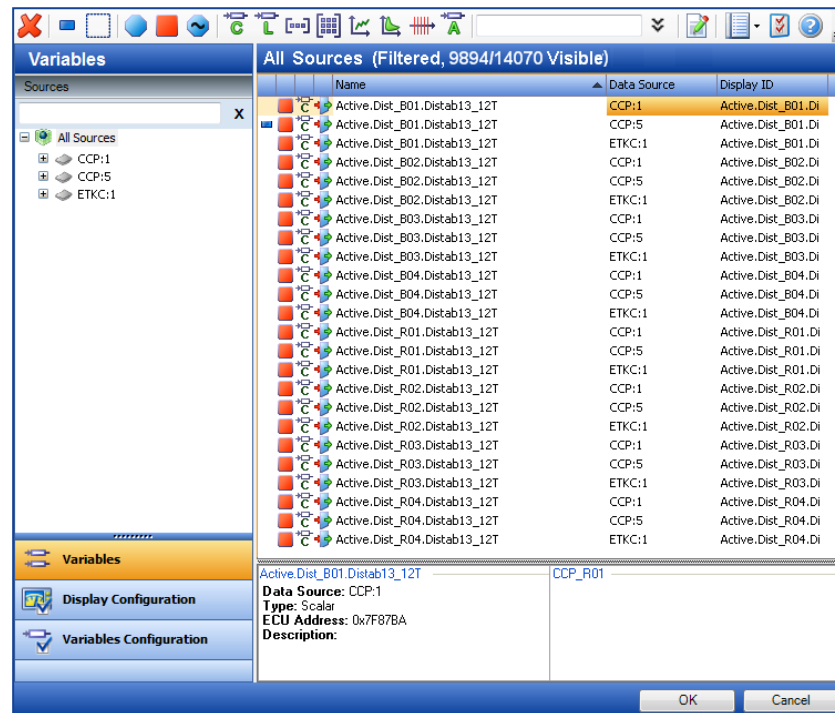 Variables
All Sources (Filtered, 9894/14070 Visible)
Sources
X
All Sources
CCP:1
CCP:5
ETKC:1
Name Data Source Display ID
Active.Dist_B01.Distab13_12T CCP:1 Active.Dist_B01.Di
Active.Dist_B01.Distab13_12T CCP:5 Active.Dist_B01.Di
Active.Dist_B01.Distab13_12T ETKC:1 Active.Dist_B01.Di
Active.Dist_B02.Distab13_12T CCP:1 Active.Dist_B02.Di
Active.Dist_B02.Distab13_12T CCP:5 Active.Dist_B02.Di
Active.Dist_B02.Distab13_12T ETKC:1 Active.Dist_B02.Di
Active.Dist_B03.Distab13_12T CCP:1 Active.Dist_B03.Di
Active.Dist_B03.Distab13_12T CCP:5 Active.Dist_B03.Di
Active.Dist_B03.Distab13_12T ETKC:1 Active.Dist_B03.Di
Active.Dist_B04.Distab13_12T CCP:1 Active.Dist_B04.Di
Active.Dist_B04.Distab13_12T CCP:5 Active.Dist_B04.Di
Active.Dist_B04.Distab13_12T ETKC:1 Active.Dist_B04.Di
Active.Dist_R01.Distab13_12T CCP:1 Active.Dist_R01.Di
Active.Dist_R01.Distab13_12T CCP:5 Active.Dist_R01.Di
Active.Dist_R01.Distab13_12T ETKC:1 Active.Dist_R01.Di
Active.Dist_R02.Distab13_12T CCP:1 Active.Dist_R02.Di
Active.Dist_R02.Distab13_12T CCP:5 Active.Dist_R02.Di
Active.Dist_R02.Distab13_12T ETKC:1 Active.Dist_R02.Di
Active.Dist_R03.Distab13_12T CCP:1 Active.Dist_R03.Di
Active.Dist_R03.Distab13_12T CCP:5 Active.Dist_R03.Di
Active.Dist_R03.Distab13_12T ETKC:1 Active.Dist_R03.Di
Active.Dist_R04.Distab13_12T CCP:1 Active.Dist_R04.Di
Active.Dist_R04.Distab13_12T CCP:5 Active.Dist_R04.Di
Active.Dist_R04.Distab13_12T ETKC:1 Active.Dist_R04.Di
Variables
Display Configuration
Variables Configuration
Active.Dist_B01.Distab13_12T
Data Source: CCP:1
Type: Scalar
ECU Address: 0x7F87BA
Description:
CCP_R01
OK Cancel